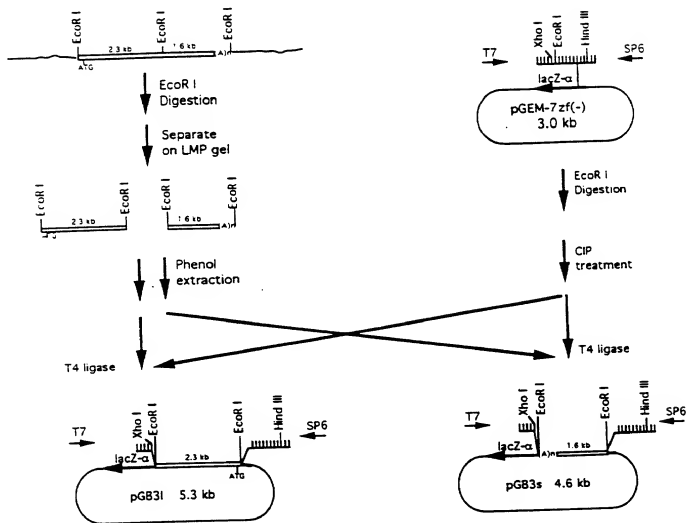 EcoR I
EcoR I
EcoR I
2.3 kb
1.6 kb
A)n
ATG
EcoR I
Digestion
Separate
on LMP gel
EcoR I
EcoR I
EcoR I
EcoR I
2.3 kb
1.6 kb
A)n
Phenol
extraction
T4 ligase
T7
Xho I
EcoR I
Hind III
SP6
lacZ-α
pGEM-7zf(-)
3.0 kb
EcoR I
Digestion
CIP
treatment
T4 ligase
T7
Xho I
EcoR I
EcoR I
Hind III
SP6
lacZ-α
2.3 kb
ATG
pGB3l 5.3 kb
T7
Xho I
EcoR I
EcoR I
Hind III
SP6
lacZ-α
A)n
1.6 kb
pGB3s 4.6 kb